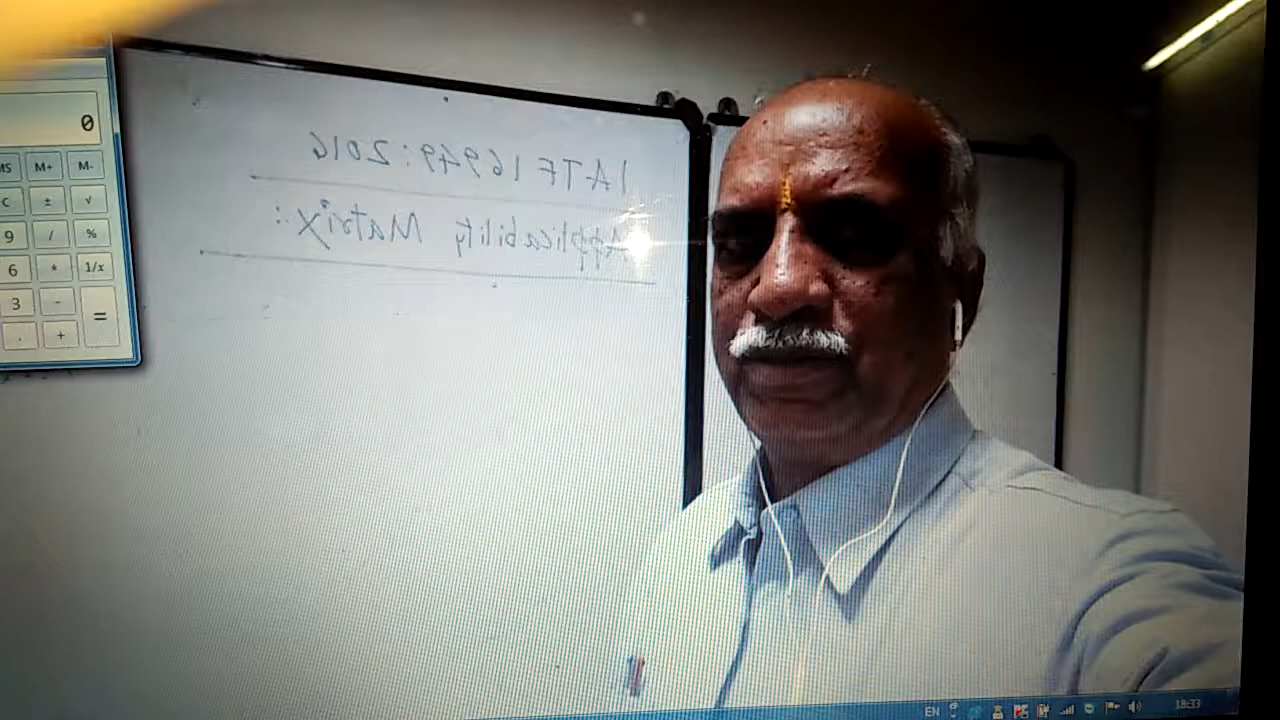 IATF 16949:2016
Applicability Matrix:
0
MS M+ M-
C ± √
9 / %
6 * 1/x
3 - =
. +
EN 18:33